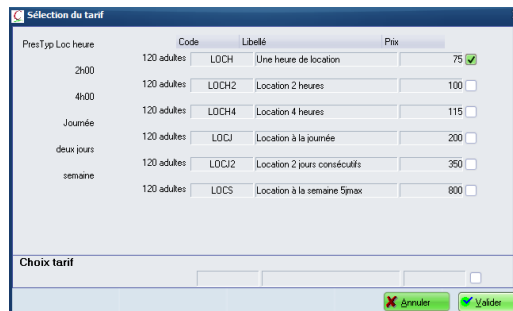 Sélection du tarif
Code Libellé Prix
PresTyp Loc heure
120 adultes LOCH Une heure de location 75
2h00
120 adultes LOCH2 Location 2 heures 100
4h00
120 adultes LOCH4 Location 4 heures 115
Journée
120 adultes LOCJ Location à la journée 200
deux jours
120 adultes LOCJ2 Location 2 jours consécutifs 350
semaine
120 adultes LOCS Location à la semaine 5jmax 800
Choix tarif
Annuler Valider